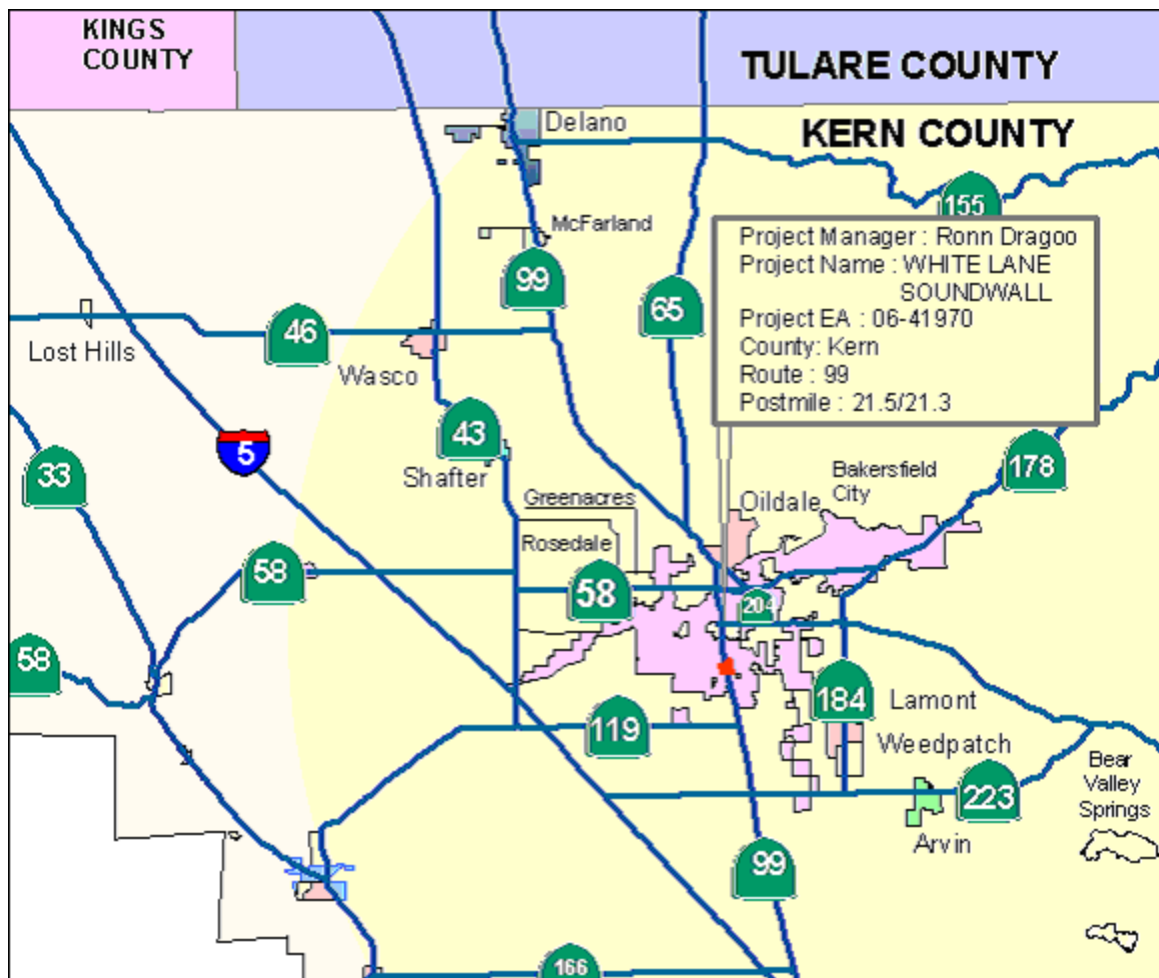 KINGS
COUNTY
TULARE COUNTY
KERN COUNTY
Delano
155
McFarland
Project Manager : Ronn Dragoo
Project Name : WHITE LANE
SOUNDWALL
Project EA : 06-41970
County: Kern
Route : 99
Postmile : 21.5/21.3
99
65
46
Lost Hills
Wasco
43
5
33
Shafter
178
Bakersfield
City
Greenacres
Oildale
Rosedale
58
58
204
58
184
Lamont
119
Weedpatch
Bear
Valley
Springs
223
Arvin
99
166